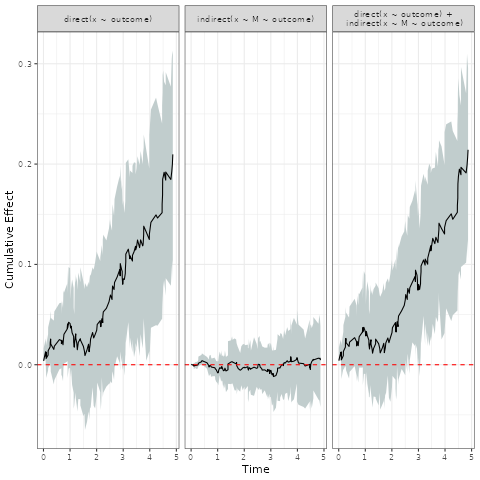 direct(x ~ outcome)
indirect(x ~ M ~ outcome)
direct(x ~ outcome) +
indirect(x ~ M ~ outcome)
Cumulative Effect
0.3
0.2
0.1
0.0
0 1 2 3 4 5
0 1 2 3 4 5
0 1 2 3 4 5
Time